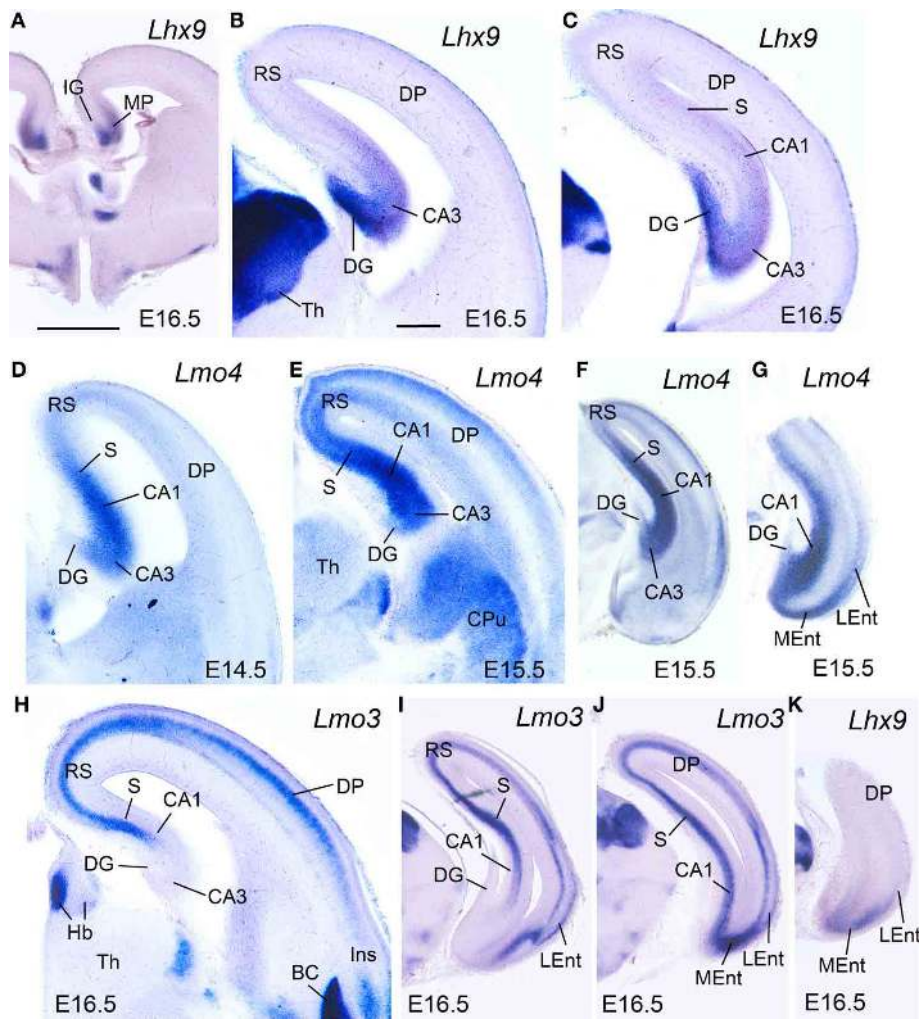 A
Lhx9
IG
MP
E16.5
B
Lhx9
RS
DP
CA3
DG
Th
E16.5
C
Lhx9
RS
DP
S
CA1
DG
CA3
E16.5
D
Lmo4
RS
S
DP
CA1
DG
CA3
E14.5
E
Lmo4
RS
CA1
DP
S
CA3
DG
Th
CPu
E15.5
F
RS
S
CA1
DG
CA3
E15.5
G
Lmo4
CA1
DG
LEnt
MEnt
E15.5
H
Lmo3
RS
S
CA1
DP
DG
CA3
Hb
Th
Ins
BC
E16.5
I
Lmo3
RS
S
CA1
DG
LEnt
E16.5
J
Lmo3
DP
S
CA1
LEnt
MEnt
E16.5
K
Lhx9
DP
LEnt
MEnt
E16.5